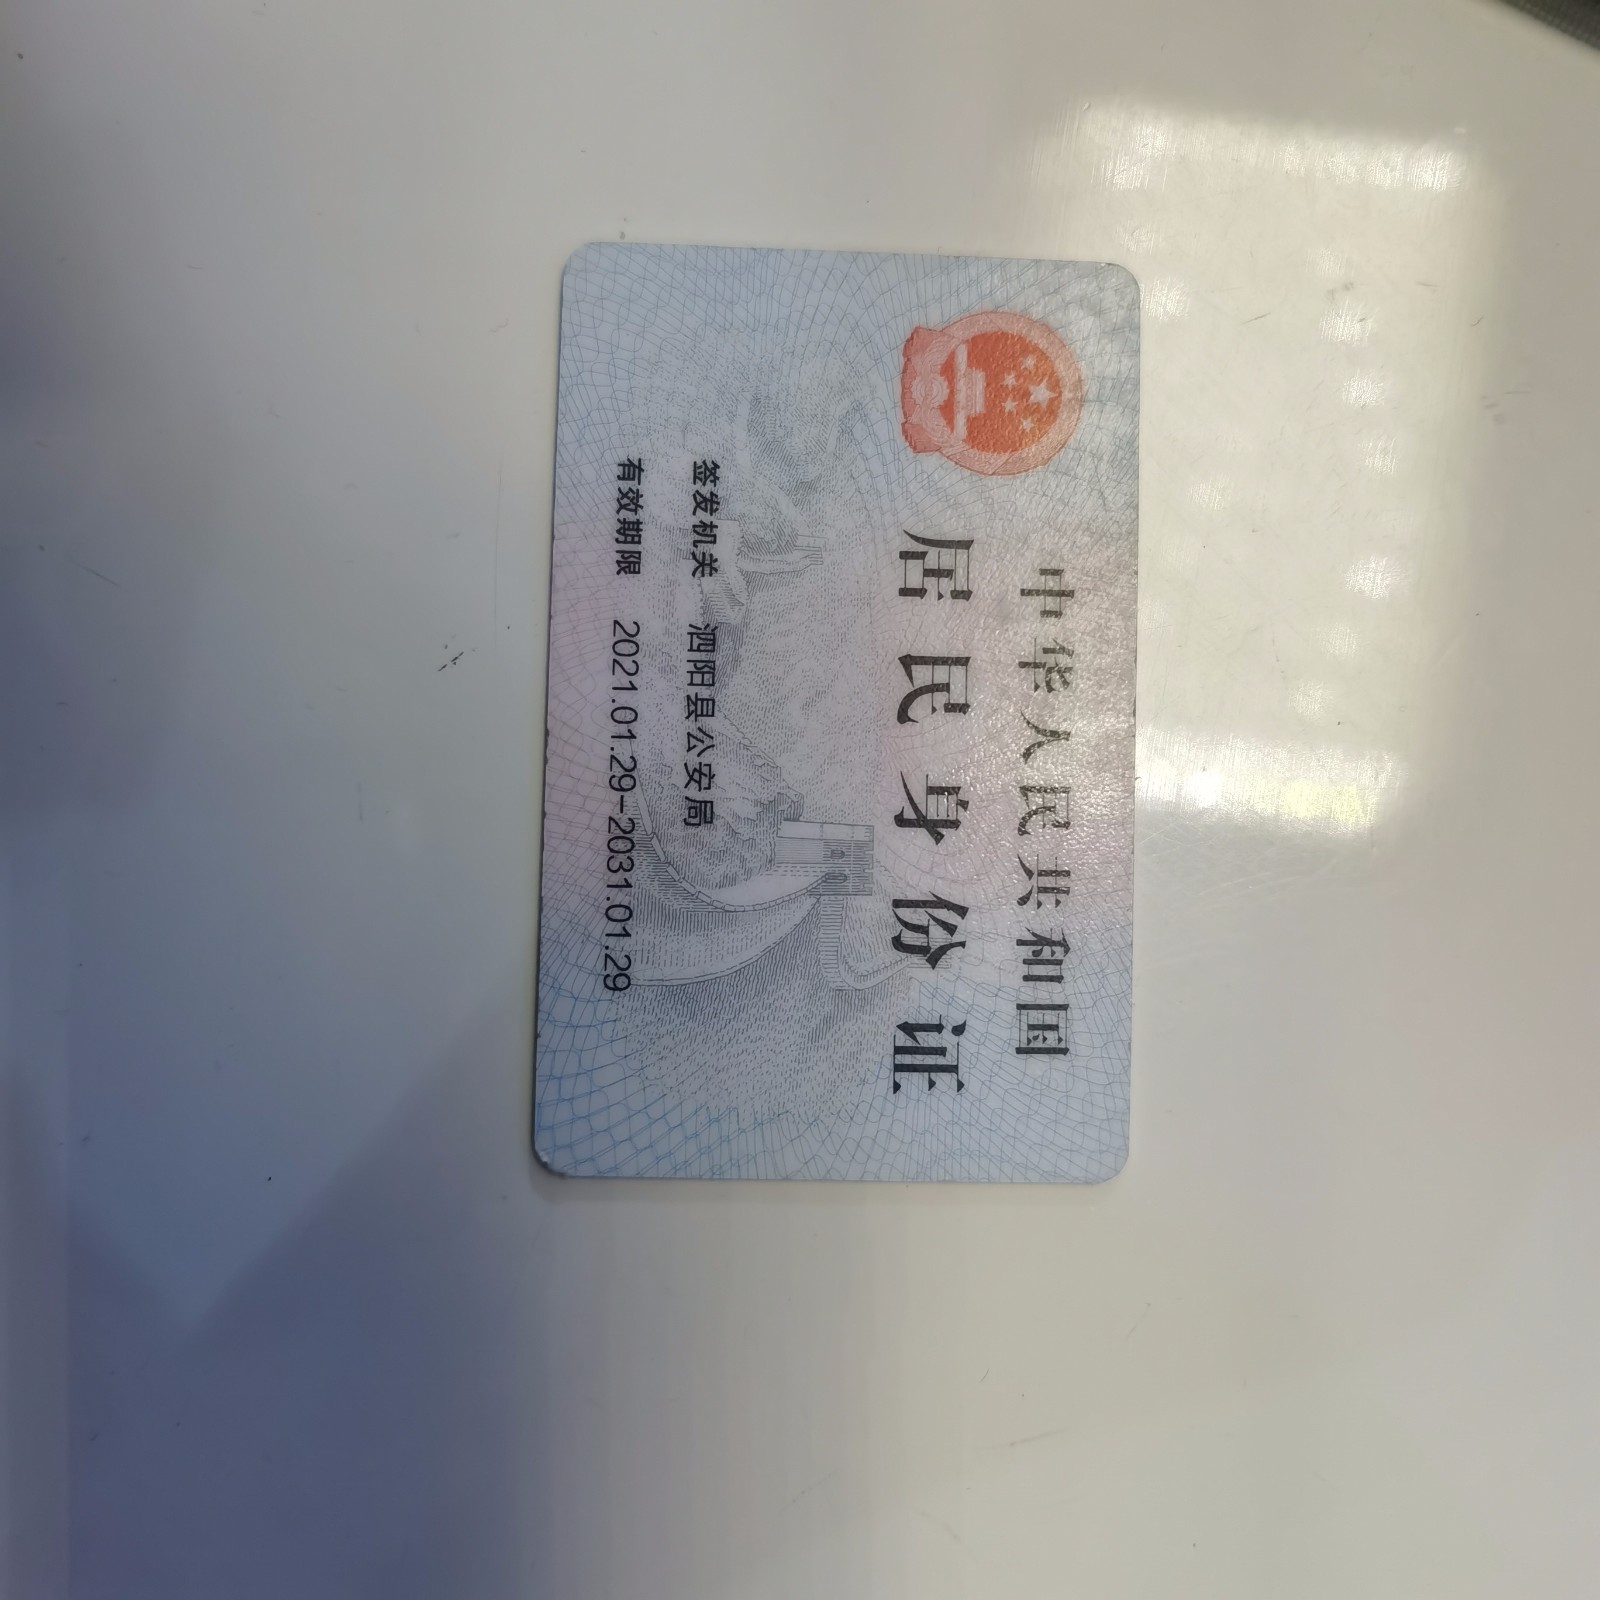 中华人民共和国
居民身份证
签发机关 泗阳县公安局
有效期限 2021.01.29-2031.01.29